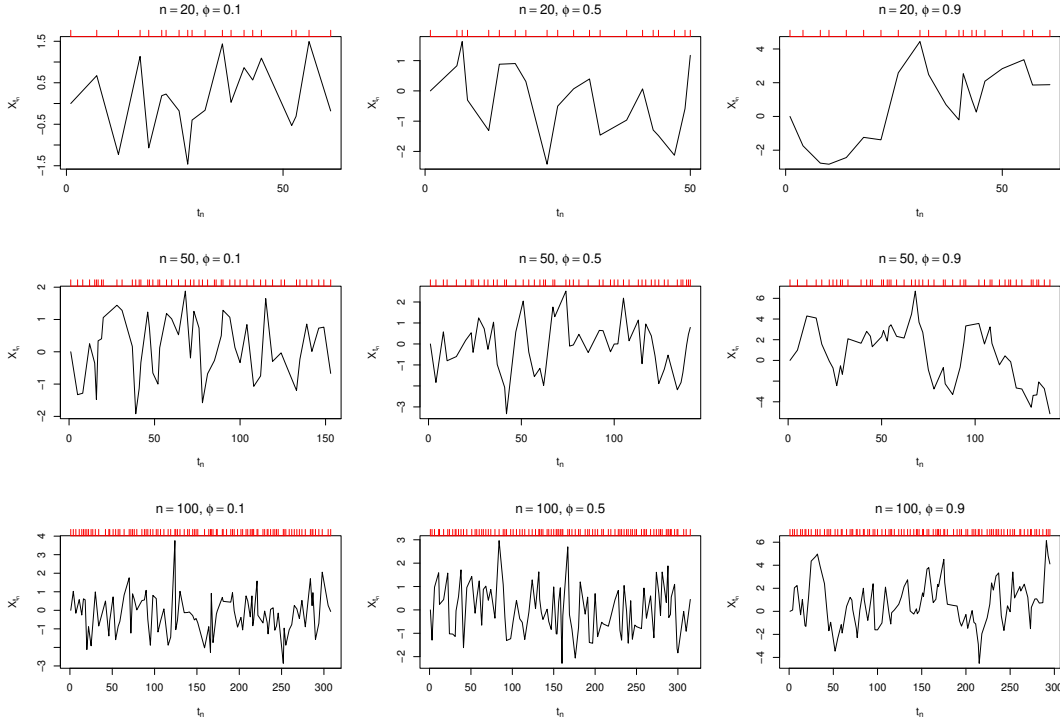 n = 20, ϕ = 0.1
1.5
0.5
−0.5
−1.5
X_{t_n}
0 50
t_n
n = 20, ϕ = 0.5
1
0
−1
−2
X_{t_n}
0 50
t_n
n = 20, ϕ = 0.9
4
2
0
−2
X_{t_n}
0 50
t_n
n = 50, ϕ = 0.1
2
1
0
−1
−2
X_{t_n}
0 50 100 150
t_n
n = 50, ϕ = 0.5
2
1
0
−1
−3
X_{t_n}
0 50 100
t_n
n = 50, ϕ = 0.9
6
4
2
0
−4
X_{t_n}
0 50 100
t_n
n = 100, ϕ = 0.1
4
3
2
1
0
−1
−3
X_{t_n}
0 50 100 150 200 250 300
t_n
n = 100, ϕ = 0.5
3
2
1
0
−1
−2
X_{t_n}
0 50 100 150 200 250 300
t_n
n = 100, ϕ = 0.9
6
4
2
0
−2
−4
X_{t_n}
0 50 100 150 200 250 300
t_n